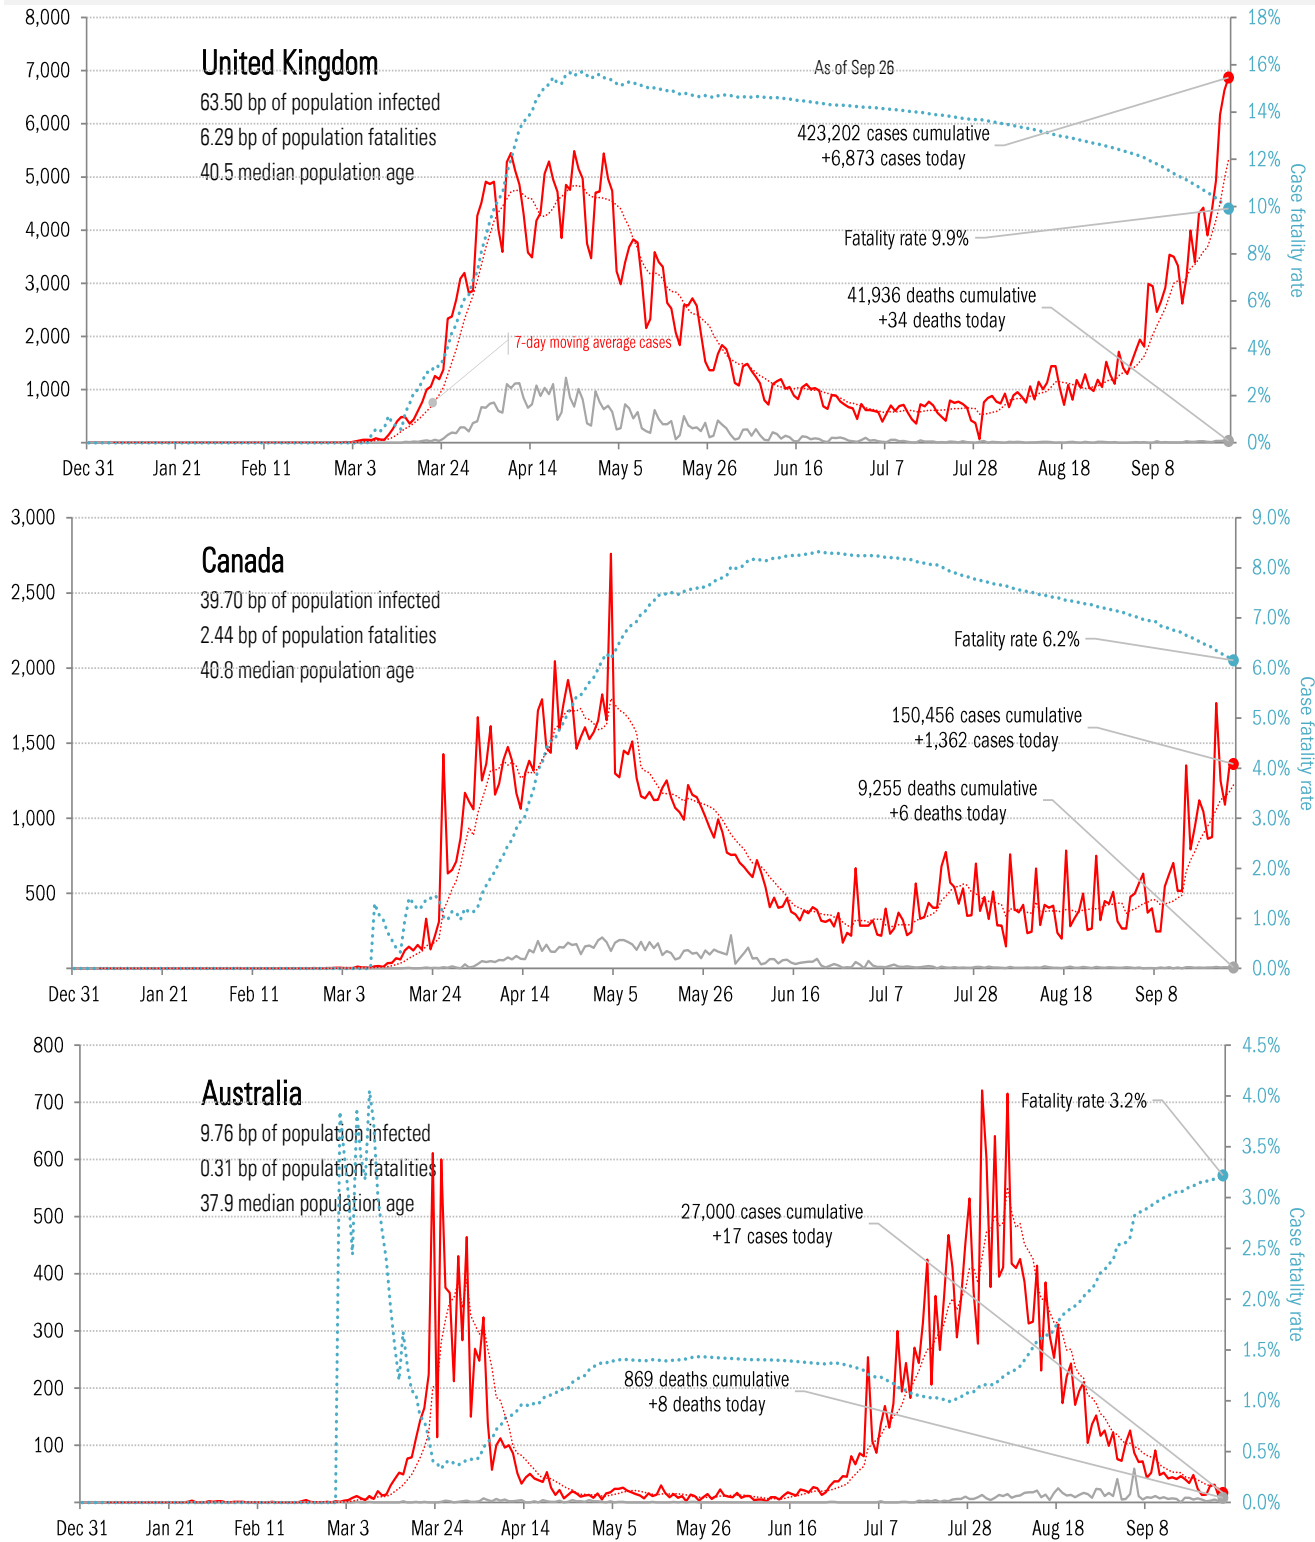 8,000
7,000
6,000
5,000
4,000
3,000
2,000
1,000
United Kingdom
63.50 bp of population infected
6.29 bp of population fatalities
40.5 median population age
As of Sep 26
423,202 cases cumulative
+6,873 cases today
Fatality rate 9.9%
41,936 deaths cumulative
+34 deaths today
7-day moving average cases
18%
16%
14%
12%
10%
8%
6%
4%
2%
0%
Case fatality rate
Dec 31 Jan 21 Feb 11 Mar 3 Mar 24 Apr 14 May 5 May 26 Jun 16 Jul 7 Jul 28 Aug 18 Sep 8
3,000
2,500
2,000
1,500
1,000
500
Canada
39.70 bp of population infected
2.44 bp of population fatalities
40.8 median population age
Fatality rate 6.2%
150,456 cases cumulative
+1,362 cases today
9,255 deaths cumulative
+6 deaths today
9.0%
8.0%
7.0%
6.0%
5.0%
4.0%
3.0%
2.0%
1.0%
0.0%
Case fatality rate
Dec 31 Jan 21 Feb 11 Mar 3 Mar 24 Apr 14 May 5 May 26 Jun 16 Jul 7 Jul 28 Aug 18 Sep 8
800
700
600
500
400
300
200
100
Australia
9.76 bp of population infected
0.31 bp of population fatalities
37.9 median population age
Fatality rate 3.2%
27,000 cases cumulative
+17 cases today
869 deaths cumulative
+8 deaths today
4.5%
4.0%
3.5%
3.0%
2.5%
2.0%
1.5%
1.0%
0.5%
0.0%
Case fatality rate
Dec 31 Jan 21 Feb 11 Mar 3 Mar 24 Apr 14 May 5 May 26 Jun 16 Jul 7 Jul 28 Aug 18 Sep 8